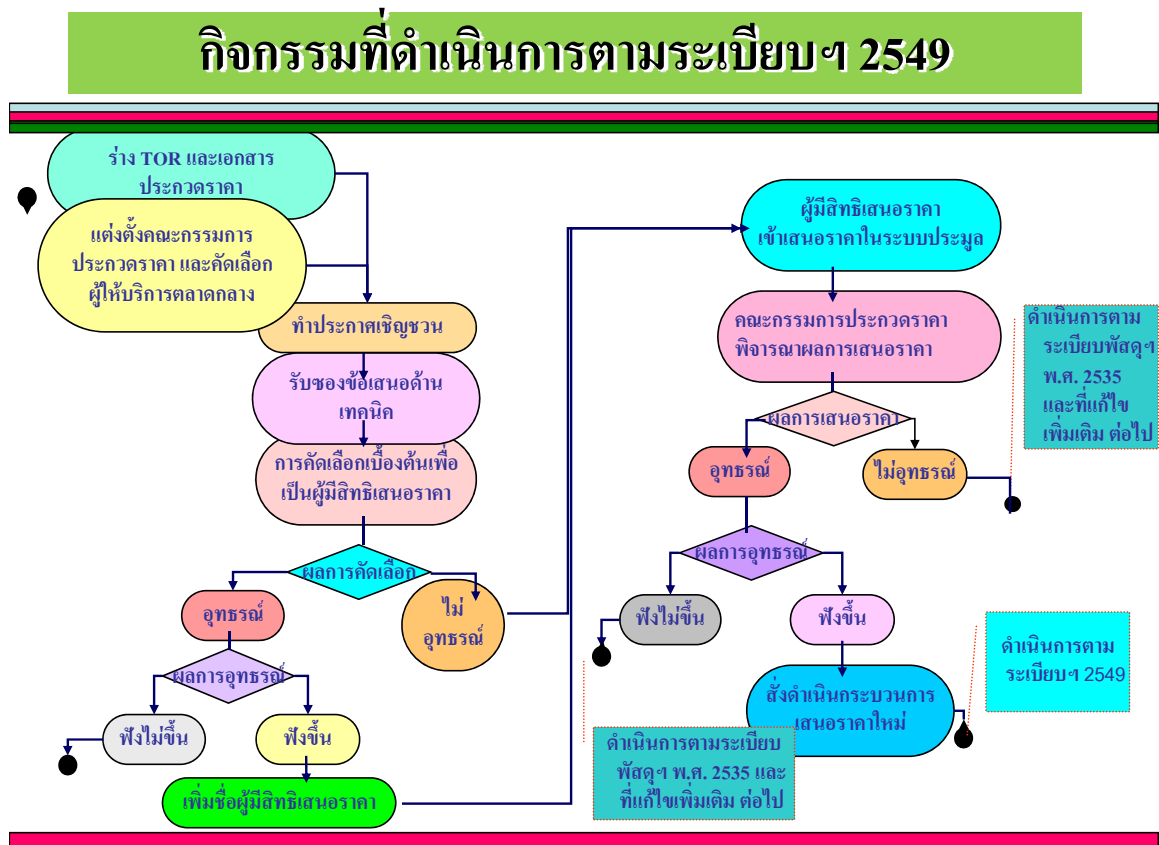 กิจกรรมที่ดำเนินการตามระเบียบฯ 2549
ร่าง TOR และเอกสาร
ประกวดราคา
แต่งตั้งคณะกรรมการ
ประกวดราคา และคัดเลือก
ผู้ให้บริการตลาดกลาง
ทำประกาศเชิญชวน
รับซองข้อเสนอด้าน
เทคนิค
การคัดเลือกเบื้องต้นเพื่อ
เป็นผู้มีสิทธิเสนอราคา
ผลการคัดเลือก
อุทธรณ์
ไม่
อุทธรณ์
ผลการอุทธรณ์
ฟังไม่ขึ้น
ฟังขึ้น
เพิ่มชื่อผู้มีสิทธิเสนอราคา
ผู้มีสิทธิเสนอราคา
เข้าเสนอราคาในระบบประมูล
คณะกรรมการประกวดราคา
พิจารณาผลการเสนอราคา
ผลการเสนอราคา
อุทธรณ์
ไม่อุทธรณ์
ดำเนินการตาม
ระเบียบพัสดุฯ
พ.ศ. 2535
และที่แก้ไข
เพิ่มเติม ต่อไป
ผลการอุทธรณ์
ฟังไม่ขึ้น
ฟังขึ้น
สั่งดำเนินกระบวนการ
เสนอราคาใหม่
ดำเนินการตาม
ระเบียบฯ 2549
ดำเนินการตามระเบียบ
พัสดุฯ พ.ศ. 2535 และ
ที่แก้ไขเพิ่มเติม ต่อไป